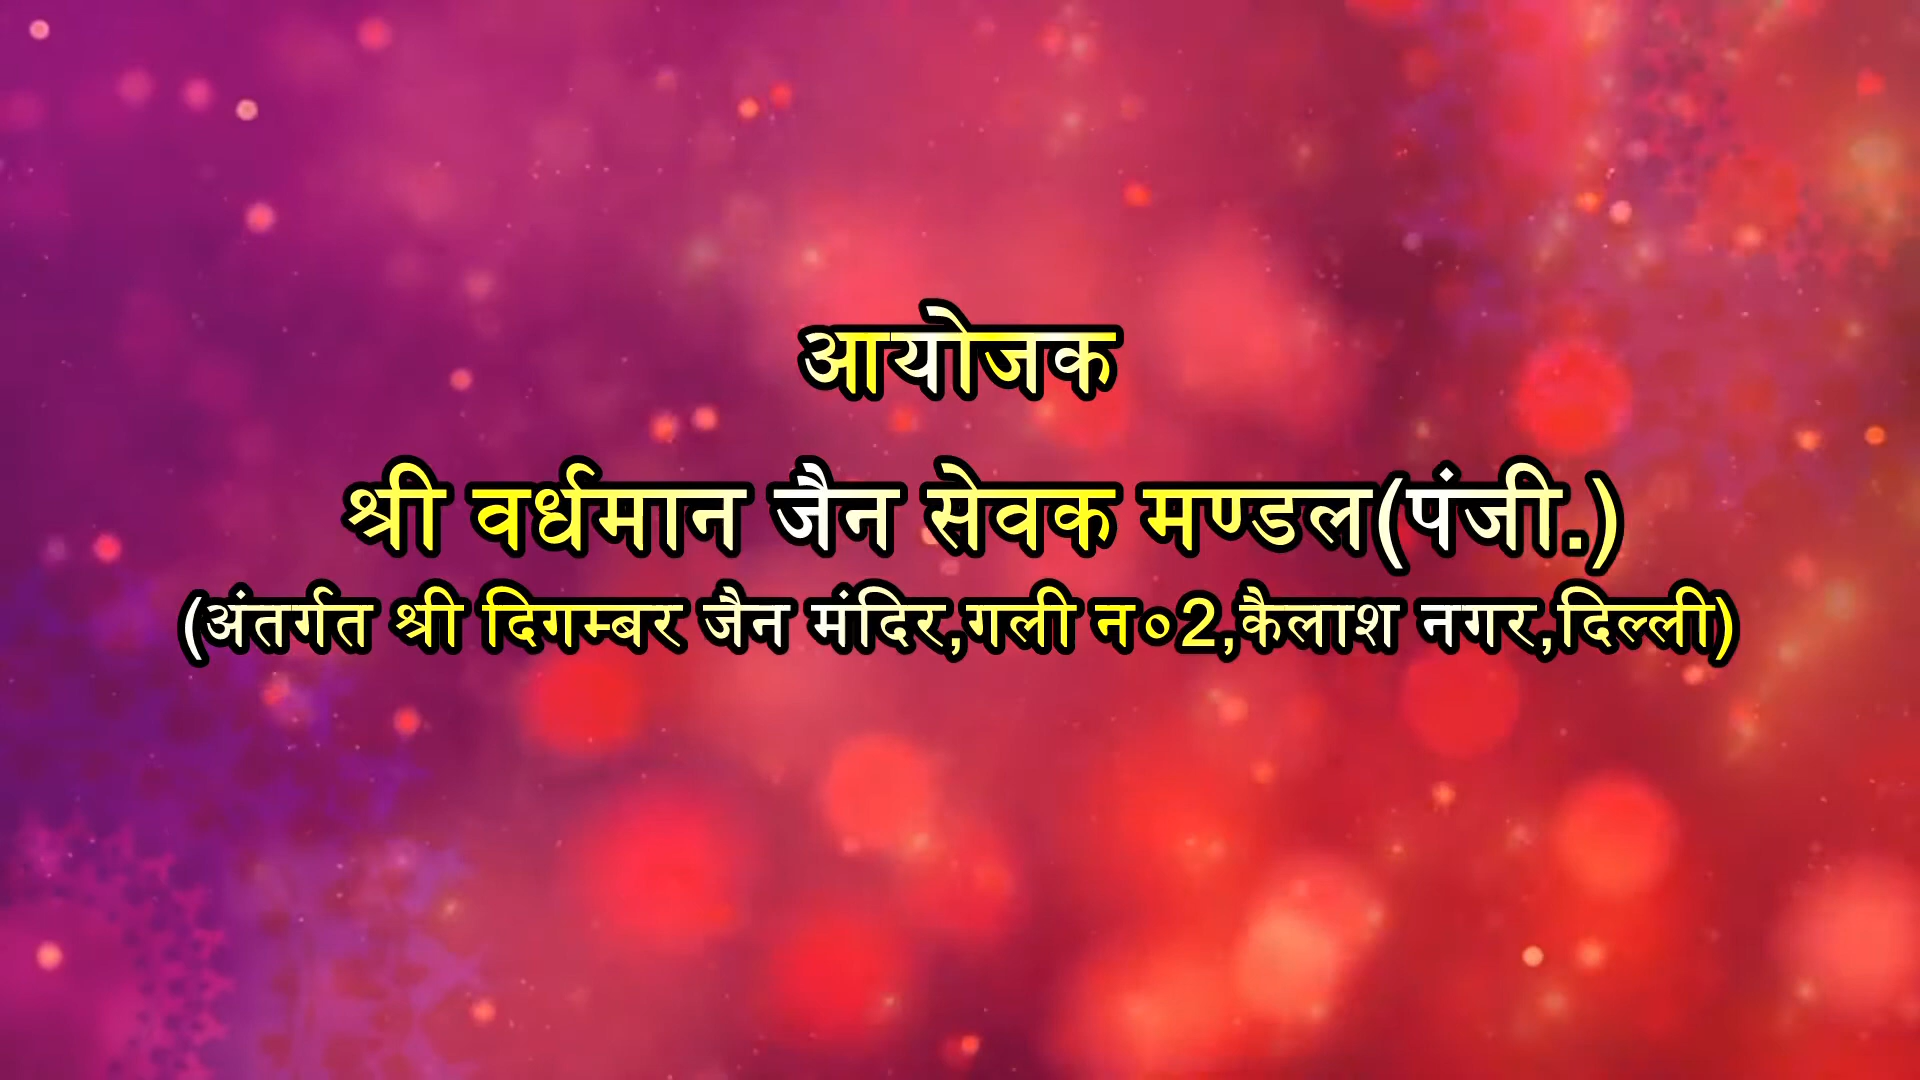 आयोजक
श्री वर्धमान जैन सेवक मण्डल(पंजी.)
(अंतर्गत श्री दिगम्बर जैन मंदिर,गली न०2,कैलाश नगर,दिल्ली)